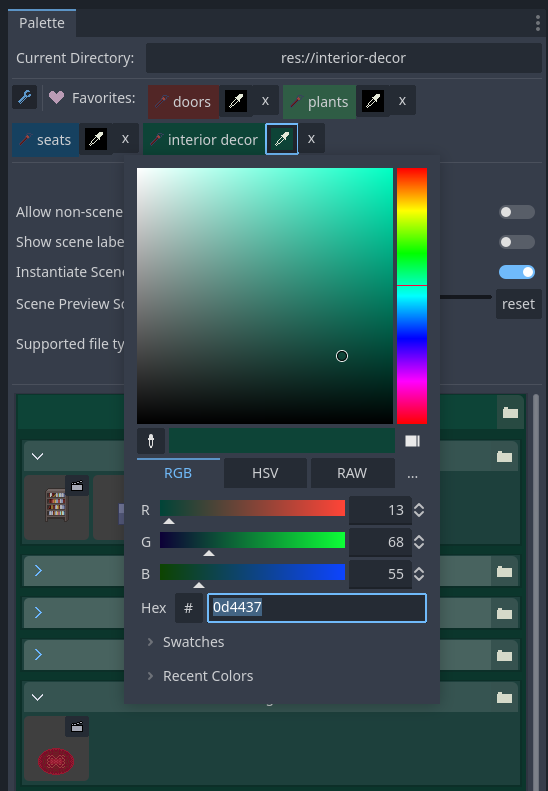 Palette
Current Directory: res://interior-decor
Favorites: doors x plants x
seats x interior decor x
Allow non-scene
Show scene labe
Instantiate Scen
Scene Preview Sc reset
Supported file ty
RGB HSV RAW ...
R 13
G 68
B 55
Hex # 0d4437
Swatches
Recent Colors